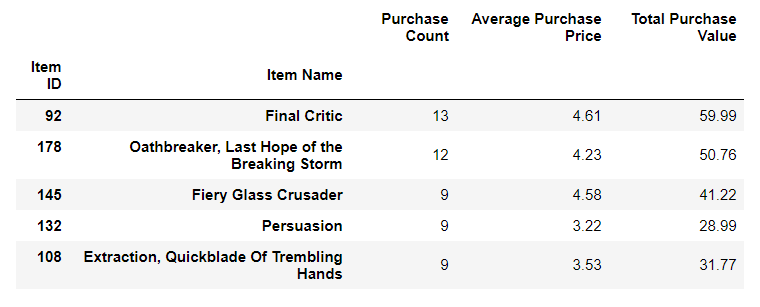 Purchase Count Average Purchase Price Total Purchase Value
Item ID Item Name
92 Final Critic 13 4.61 59.99
178 Oathbreaker, Last Hope of the Breaking Storm 12 4.23 50.76
145 Fiery Glass Crusader 9 4.58 41.22
132 Persuasion 9 3.22 28.99
108 Extraction, Quickblade Of Trembling Hands 9 3.53 31.77